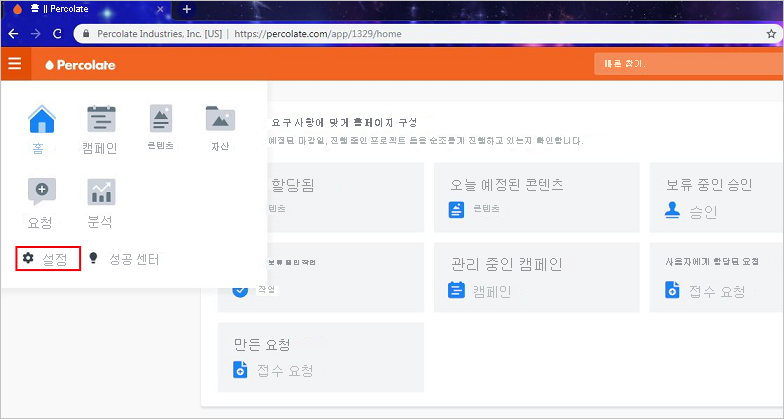 홈 || Percolate
Percolate Industries, Inc. [US] | https://percolate.com/app/1329/home
Percolate
빠른 찾기.
홈
캠페인
콘텐츠
자산
요청
분석
설정
성공 센터
요구 사항에 맞게 홈페이지 구성
예정된 마감일, 진행 중인 프로젝트 등을 순조롭게 진행하고 있는지 확인합니다.
할당됨
콘텐츠
오늘 예정된 콘텐츠
콘텐츠
보류 중인 승인
승인
보류 중인 작업
작업
관리 중인 캠페인
캠페인
사용자에게 할당된 요청
접수 요청
만든 요청
접수 요청